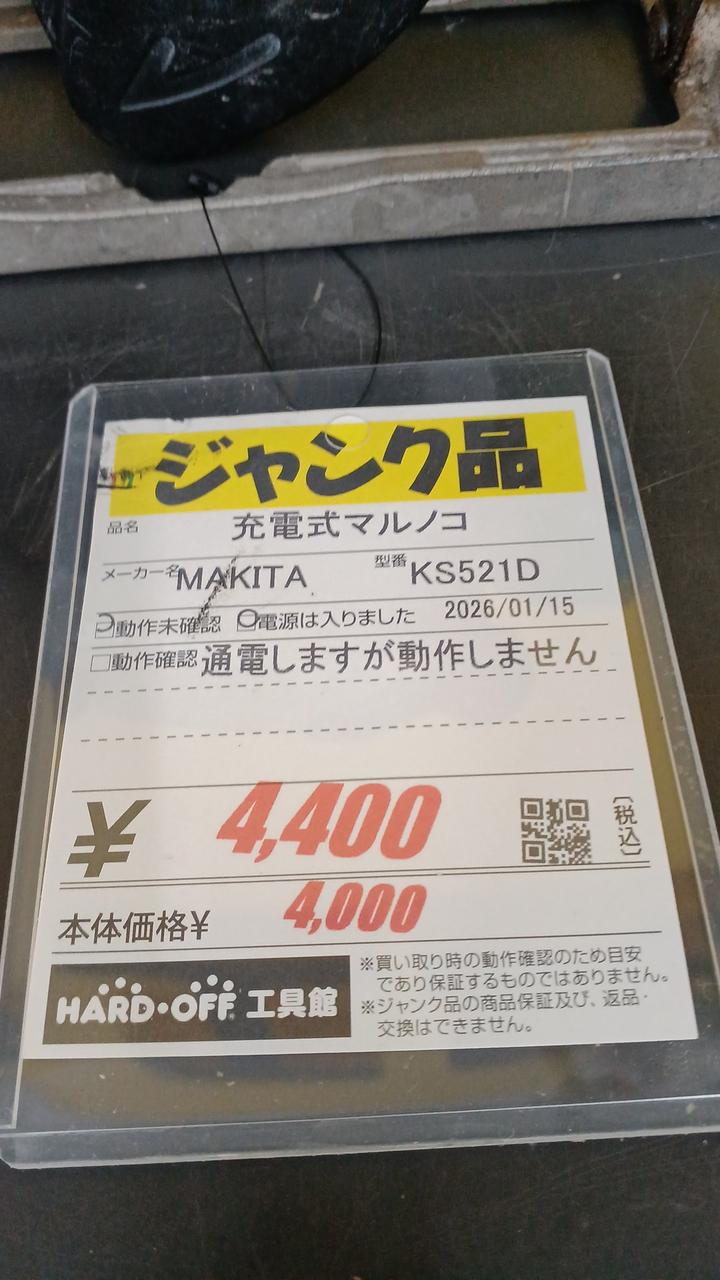 ジャンク品
品名 充電式マルノコ
メーカー名 MAKITA 型番 KS521D
□動作未確認 □電源は入りました 2026/01/15
□動作確認 通電しますが動作しません
¥ 4,400 〔税込〕
本体価格¥ 4,000
HARD・OFF 工具館
※買い取り時の動作確認のため目安
であり保証するものではありません。
※ジャンク品の商品保証及び、返品・
交換はできません。